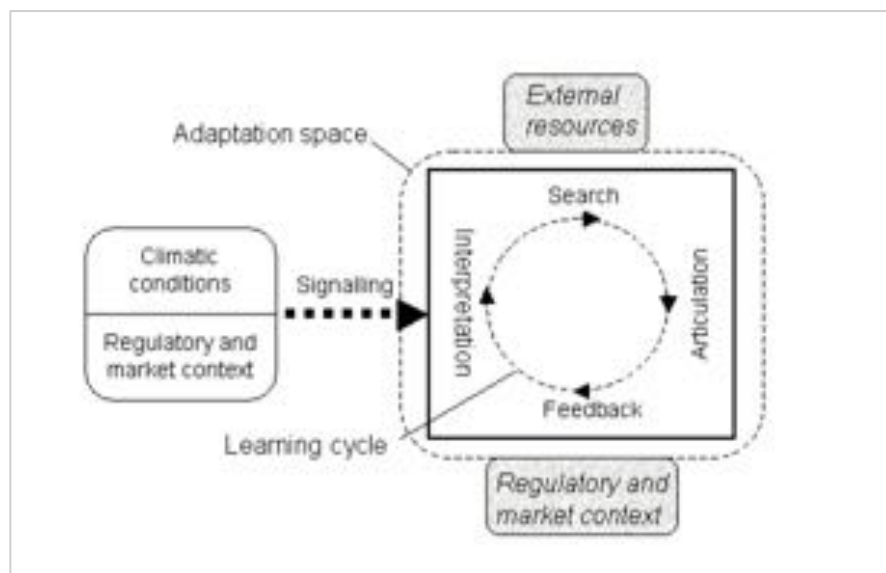 External
resources
Adaptation space
Search
Climatic
conditions
Signalling
Interpretation
Articulation
Regulatory and
market context
Feedback
Learning cycle
Regulatory and
market context